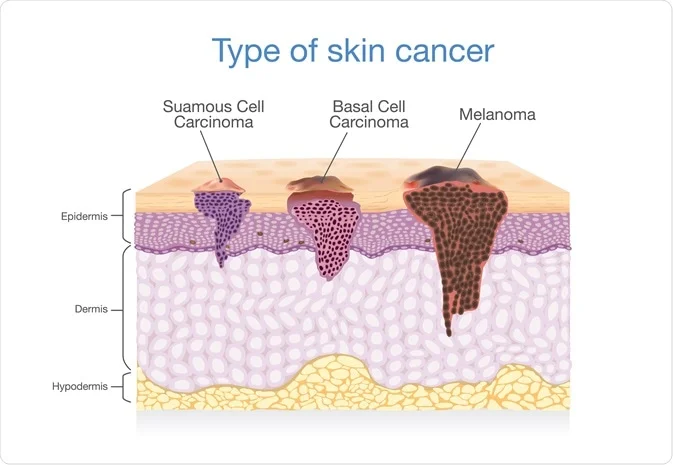 Type of skin cancer
Suamous Cell
Carcinoma
Basal Cell
Carcinoma
Melanoma
Epidermis
Dermis
Hypodermis